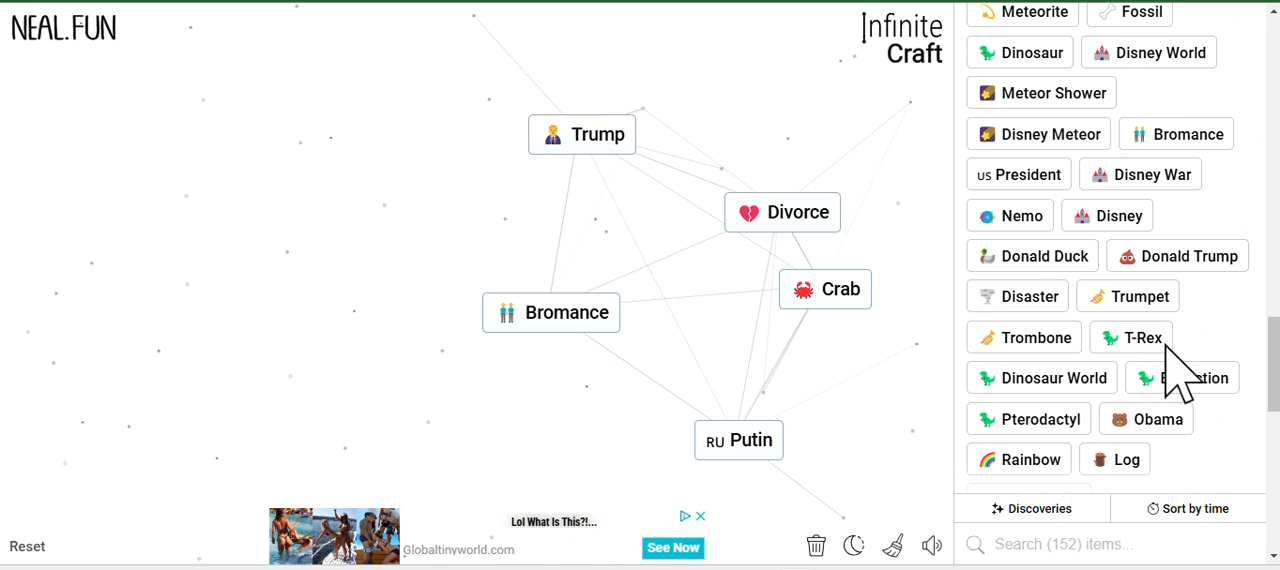 NEAL.FUN
Infinite
Craft
Trump
Divorce
Crab
Bromance
RU Putin
Reset
Lol What Is This?!...
Globaltinyworld.com
See Now
Meteorite Fossil
Dinosaur Disney World
Meteor Shower
Disney Meteor Bromance
US President Disney War
Nemo Disney
Donald Duck Donald Trump
Disaster Trumpet
Trombone T-Rex
Dinosaur World
Pterodactyl Obama
Rainbow Log
Discoveries Sort by time
Search (152) items...